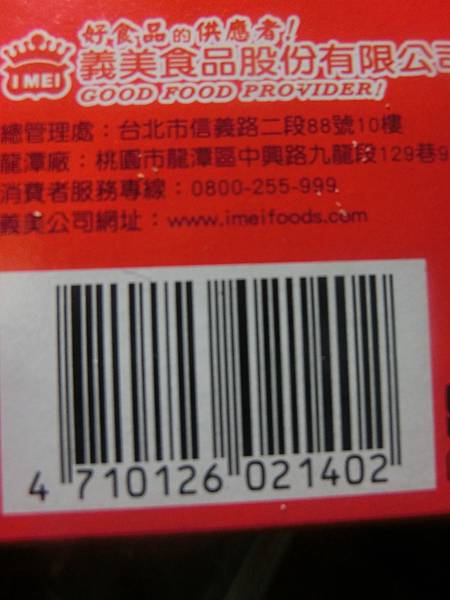 好食品的供應者!
I MEI
義美食品股份有限公司
GOOD FOOD PROVIDER!
總管理處：台北市信義路二段88號10樓
龍潭廠：桃園市龍潭區中興路九龍段129巷9
消費者服務專線：0800-255-999
義美公司網址：www.imeifoods.com
4 710126 021402